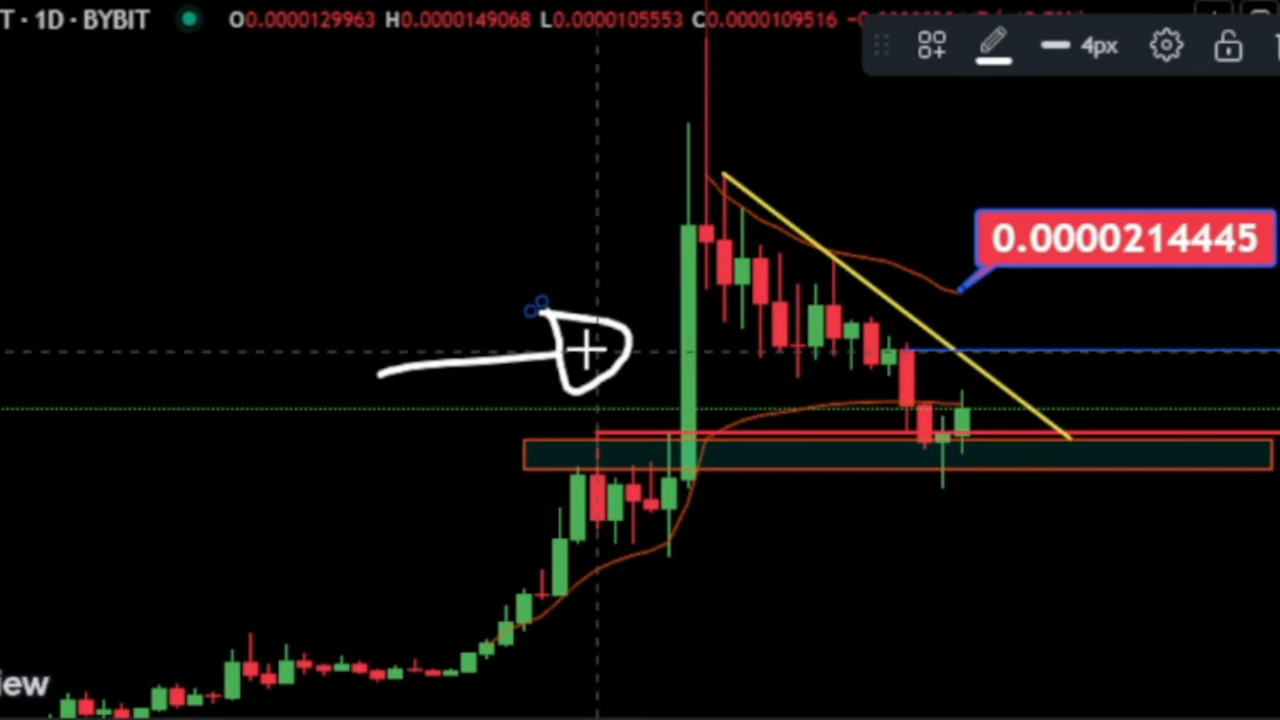 T · 1D · BYBIT O0.0000129963 H0.0000149068 L0.0000105553 C0.0000109516
4px
0.0000214445
iew